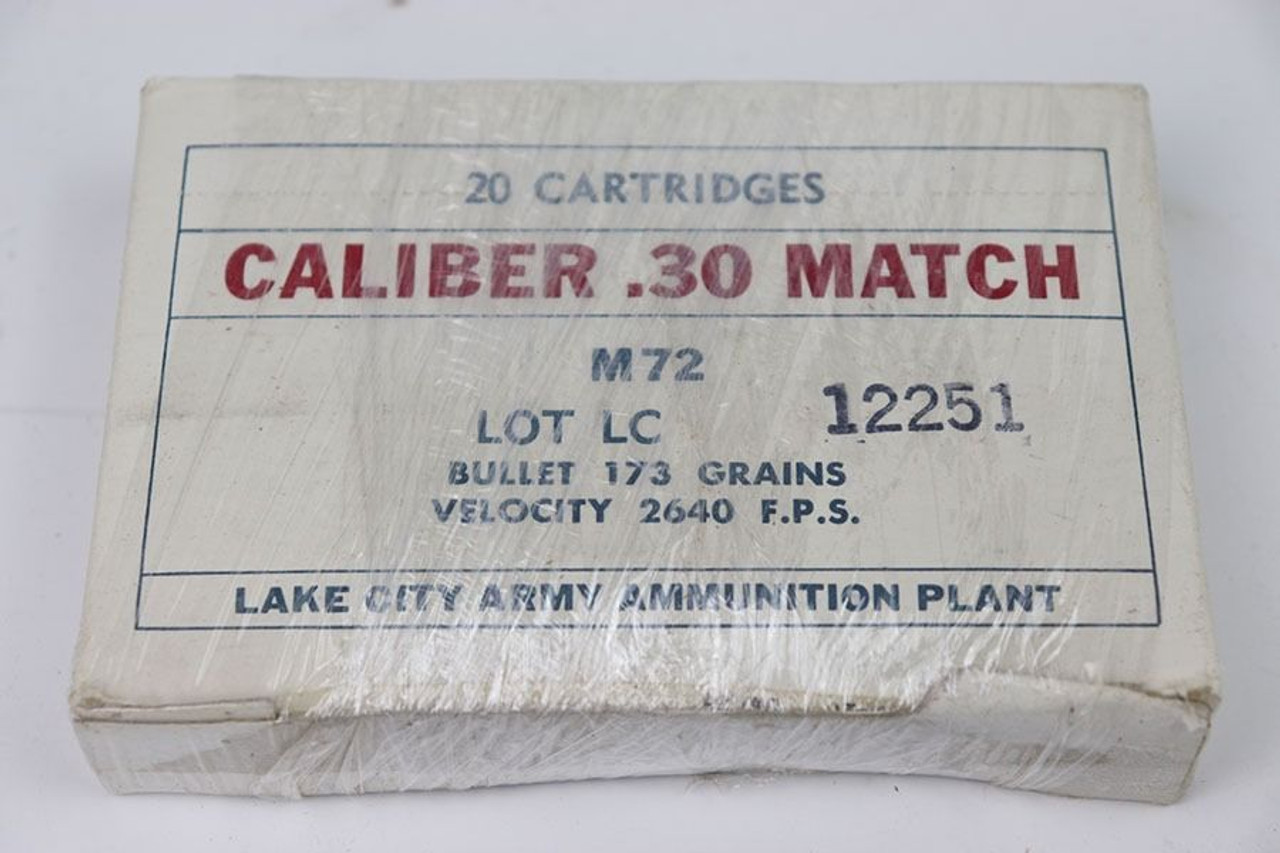 20 CARTRIDGES
CALIBER .30 MATCH
M72
LOT LC 12251
BULLET 173 GRAINS
VELOCITY 2640 F.P.S.
LAKE CITY ARMY AMMUNITION PLANT